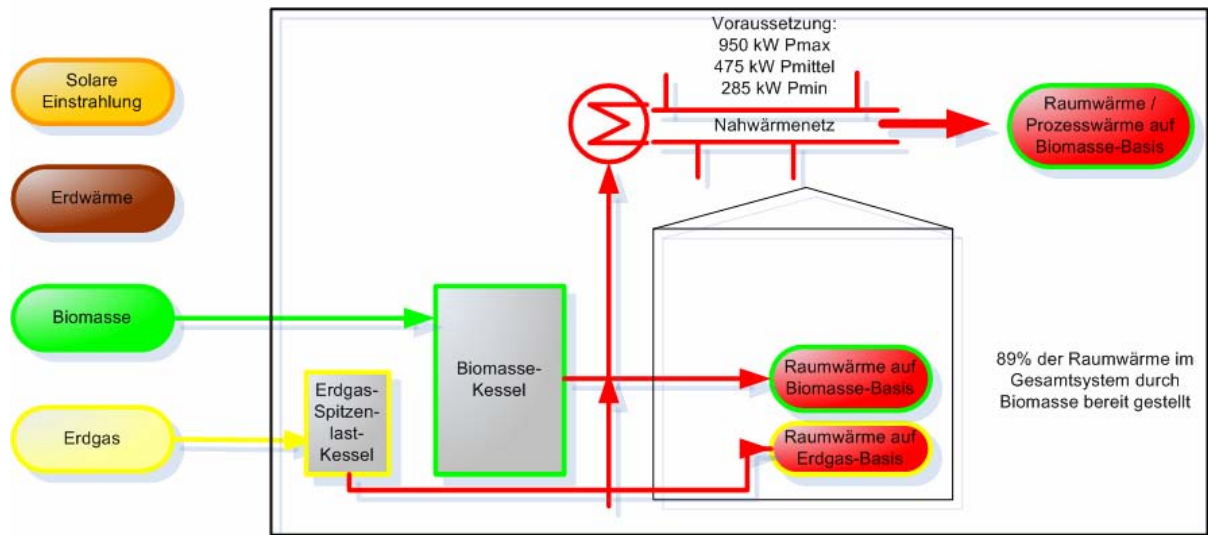 Voraussetzung:
950 kW Pmax
475 kW Pmittel
285 kW Pmin
Solare
Einstrahlung
Nahwärmenetz
Raumwärme /
Prozesswärme auf
Biomasse-Basis
Erdwärme
Biomasse
Biomasse-
Kessel
Raumwärme auf
Biomasse-Basis
89% der Raumwärme im
Gesamtsystem durch
Biomasse bereit gestellt
Erdgas
Erdgas-
Spitzen-
last-
Kessel
Raumwärme auf
Erdgas-Basis